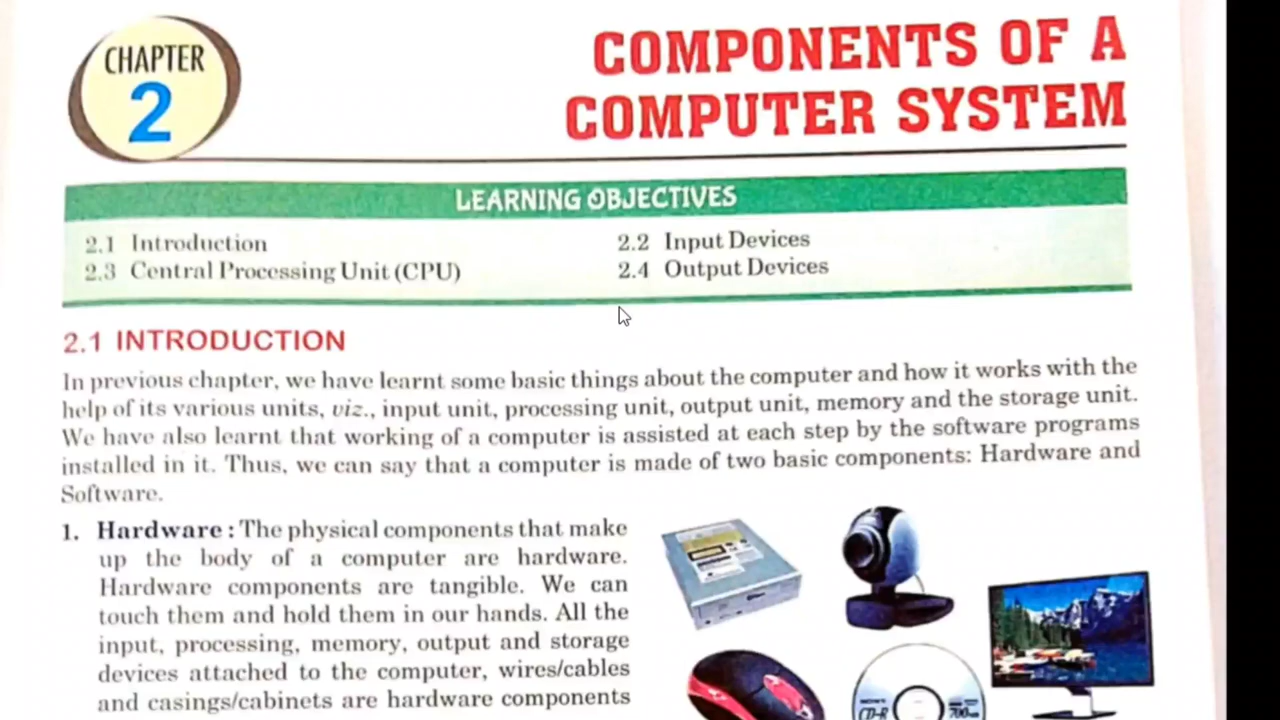 CHAPTER
2
COMPONENTS OF A
COMPUTER SYSTEM
LEARNING OBJECTIVES
2.1 Introduction
2.2 Input Devices
2.3 Central Processing Unit (CPU)
2.4 Output Devices
2.1 INTRODUCTION
In previous chapter, we have learnt some basic things about the computer and how it works with the
help of its various units, viz., input unit, processing unit, output unit, memory and the storage unit.
We have also learnt that working of a computer is assisted at each step by the software programs
installed in it. Thus, we can say that a computer is made of two basic components: Hardware and
Software.
1. Hardware : The physical components that make
up the body of a computer are hardware.
Hardware components are tangible. We can
touch them and hold them in our hands. All the
input, processing, memory, output and storage
devices attached to the computer, wires/cables
and casings/cabinets are hardware components
CD-R
700